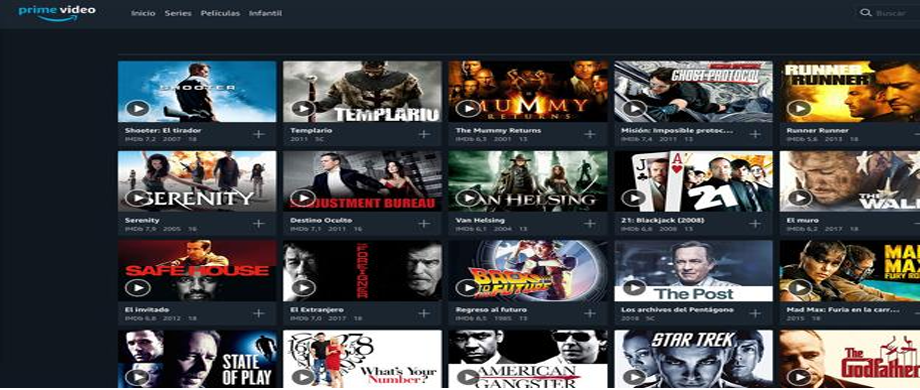 prime video
Inicio Series Películas Infantil
Buscar
SHOOTER
TEMPLARIO
THE MUMMY RETURNS
GHOST PROTOCOL
RUNNER RUNNER
Shooter: El tirador
IMDb 7,2 2007 18
Templario
2011 SC
The Mummy Returns
IMDb 6,3 2001 13
Misión: Imposible protoc...
IMDb 7,4 2011 13
Runner Runner
IMDb 5,6 2013 18
SERENITY
ADJUSTMENT BUREAU
VAN HELSING
J A 21
THE WALL
Serenity
IMDb 7,9 2005 16
Destino Oculto
IMDb 7,1 2011 16
Van Helsing
IMDb 6,1 2004 13
21: Blackjack (2008)
IMDb 6,8 2008 13
El muro
IMDb 6,2 2017 18
SAFE HOUSE
FOREIGNER
BACK TO THE FUTURE
The Post
MAD MAX
FURY ROAD
El invitado
IMDb 6,8 2012 18
El Extranjero
IMDb 7,0 2017 18
Regreso al futuro
IMDb 6,5 1985 13
Los archivos del Pentágono
2018 SC
Mad Max: Furia en la carr...
2015 18
STATE OF PLAY
What's Your Number?
AMERICAN GANGSTER
STAR TREK
The Godfather